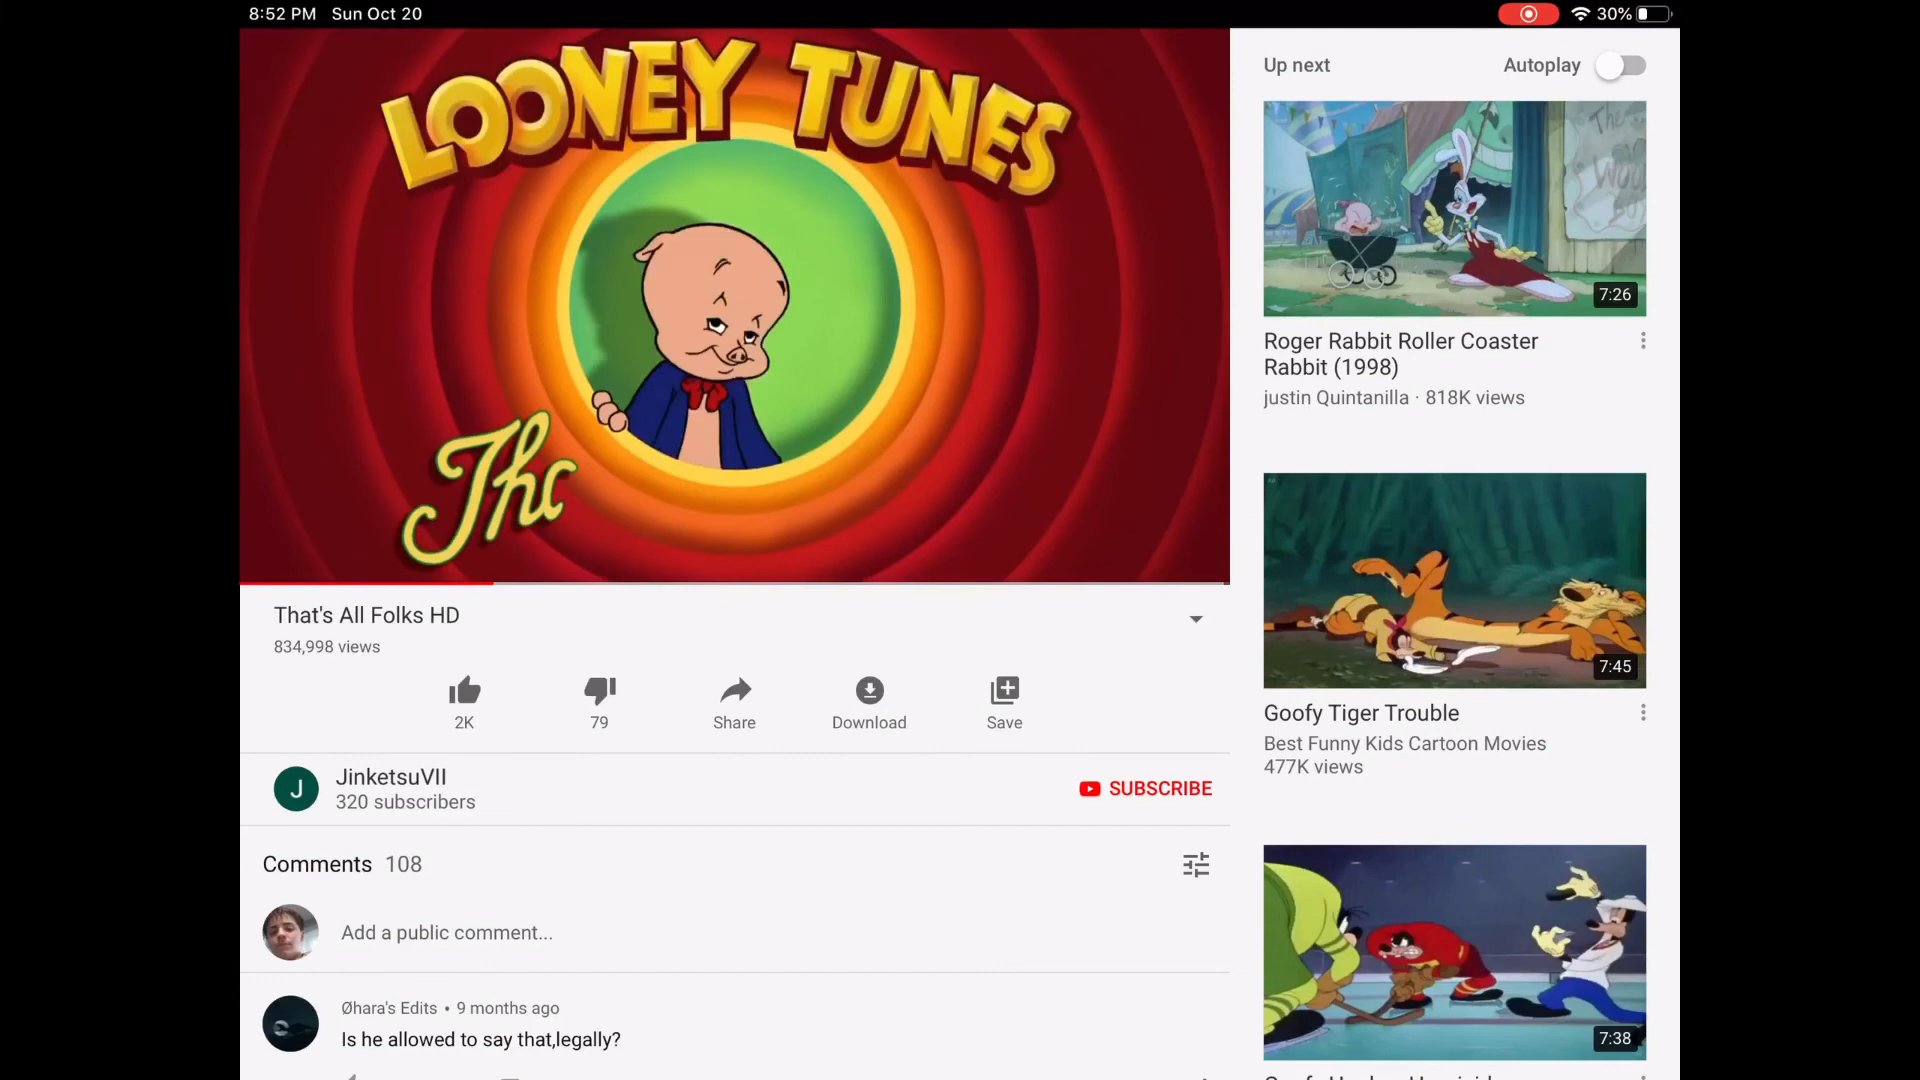 8:52 PM Sun Oct 20
30%
LOONEY TUNES
Th
That's All Folks HD
834,998 views
2K
79
Share
Download
Save
J
JinketsuVII
320 subscribers
SUBSCRIBE
Comments 108
Add a public comment...
Øhara's Edits • 9 months ago
Is he allowed to say that,legally?
Up next
Autoplay
The
7:26
Roger Rabbit Roller Coaster
Rabbit (1998)
justin Quintanilla · 818K views
7:45
Goofy Tiger Trouble
Best Funny Kids Cartoon Movies
477K views
7:38